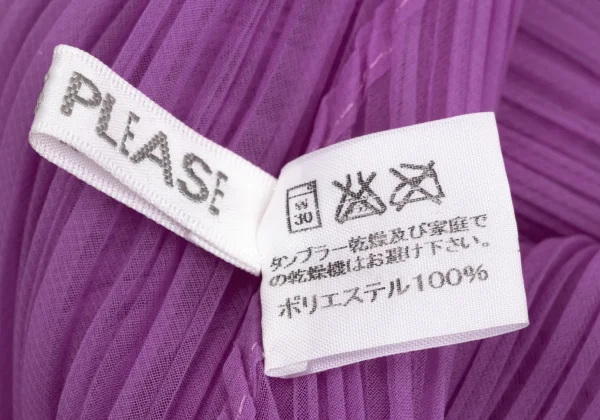 PLEASE
弱
30
タンブラー乾燥及び家庭で
の乾燥機はお避け下さい。
ポリエステル100%